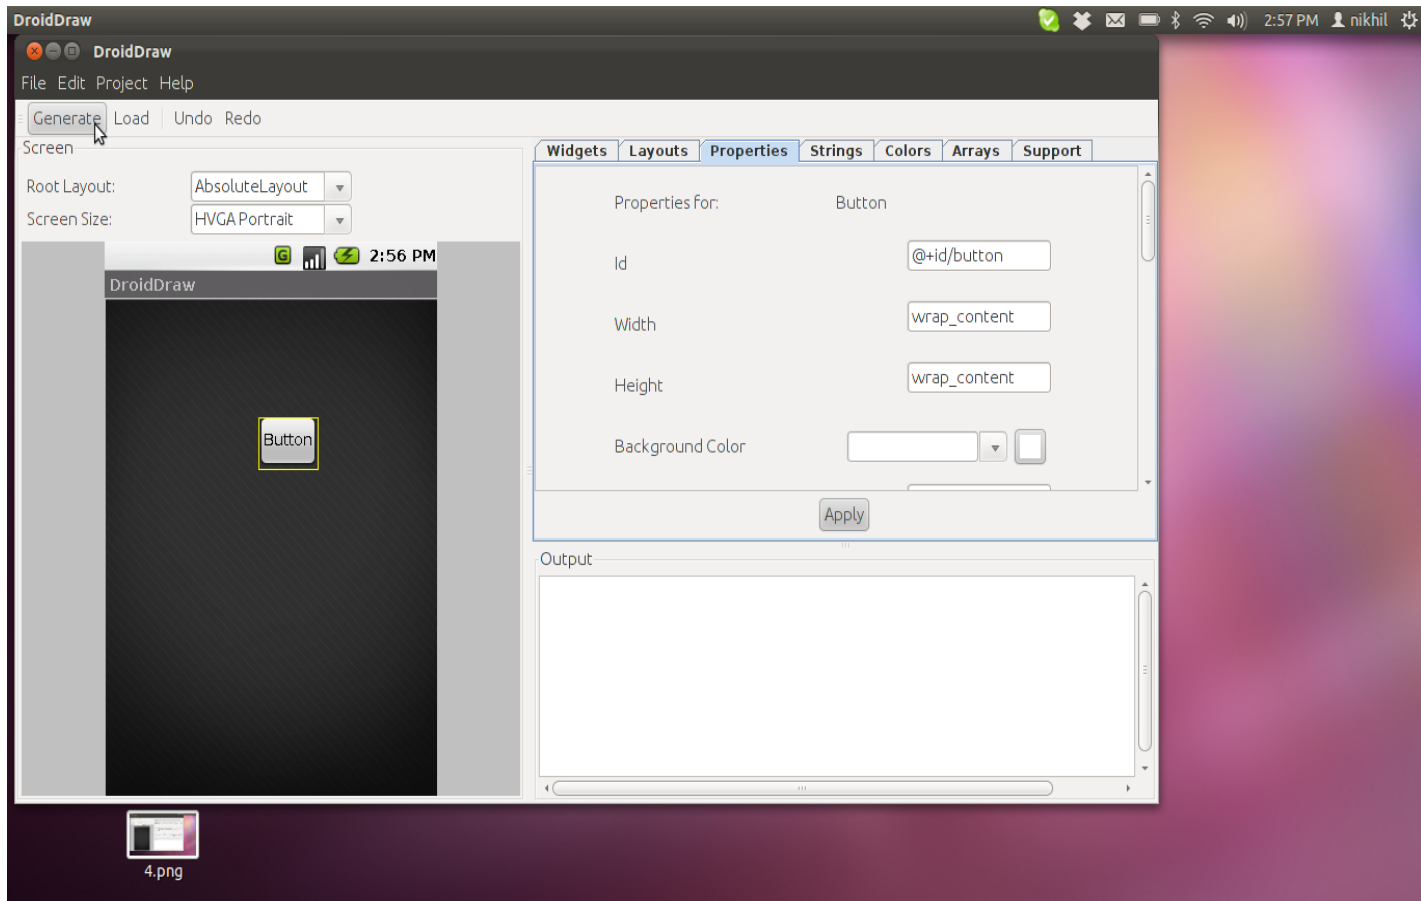 DroidDraw 2:57 PM nikhil
DroidDraw
File Edit Project Help
Generate Load Undo Redo
Screen
Root Layout: AbsoluteLayout
Screen Size: HVGA Portrait
G 2:56 PM
DroidDraw
Button
Widgets Layouts Properties Strings Colors Arrays Support
Properties for: Button
Id @+id/button
Width wrap_content
Height wrap_content
Background Color
Apply
Output
4.png